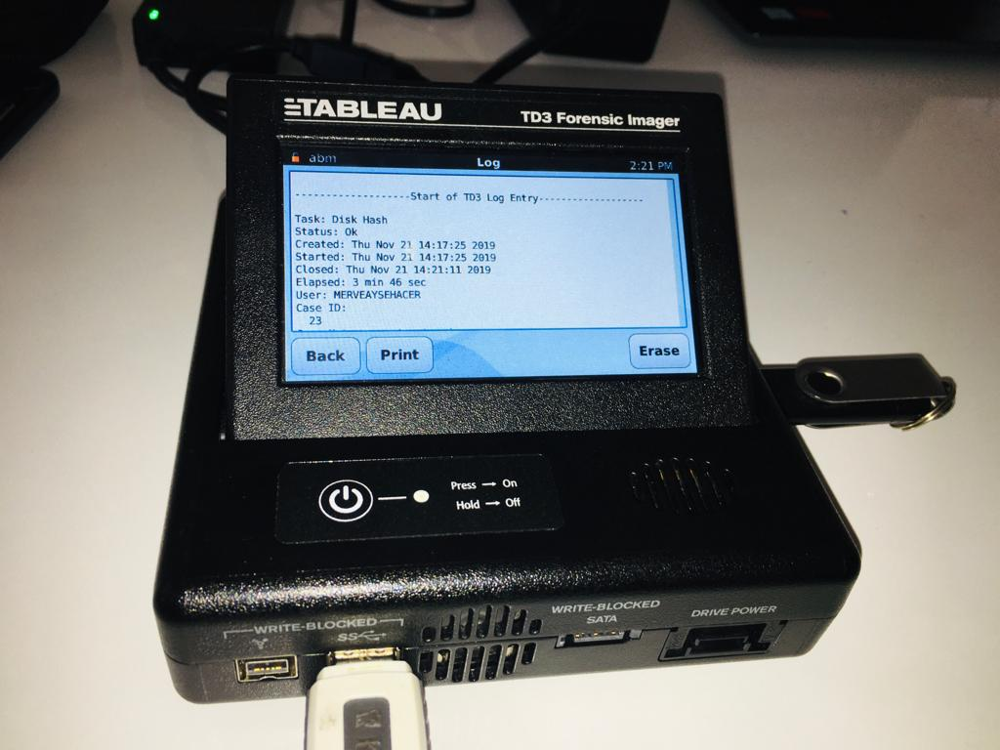 TABLEAU
TD3 Forensic Imager
abm Log 2:21 PM
------------------Start of TD3 Log Entry-----------------
Task: Disk Hash
Status: Ok
Created: Thu Nov 21 14:17:25 2019
Started: Thu Nov 21 14:17:25 2019
Closed: Thu Nov 21 14:21:11 2019
Elapsed: 3 min 46 sec
User: MERVEAYSEHACER
Case ID:
23
Back Print Erase
Press → On
Hold → Off
WRITE-BLOCKED
SS
WRITE-BLOCKED
SATA
DRIVE POWER